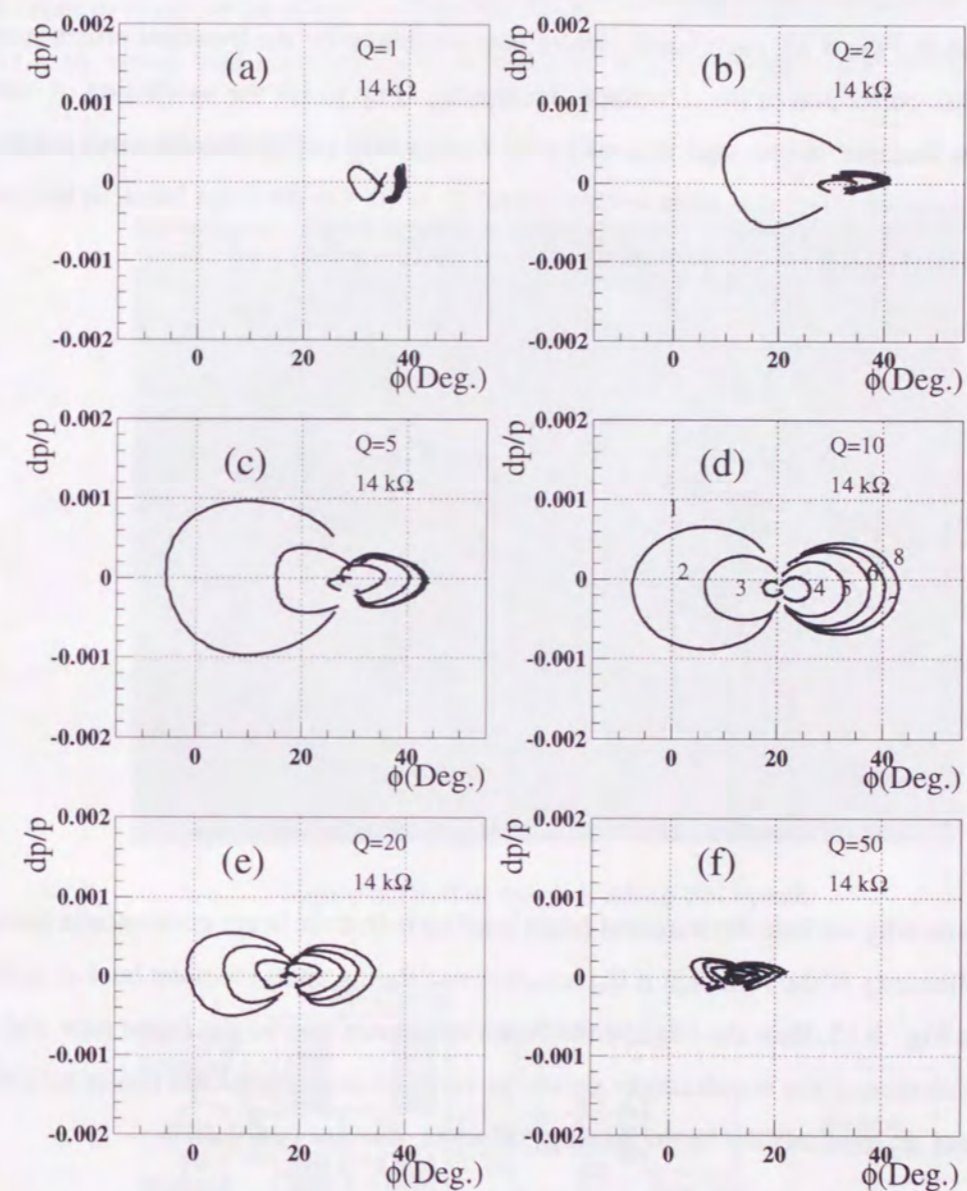 0.002
dp/p
(a)
Q=1
14 kΩ
0.001
0
-0.001
-0.002
0 20 40
ϕ(Deg.)
0.002
dp/p
(b)
Q=2
14 kΩ
0.001
0
-0.001
-0.002
0 20 40
ϕ(Deg.)
0.002
dp/p
(c)
Q=5
14 kΩ
0.001
0
-0.001
-0.002
0 20 40
ϕ(Deg.)
0.002
dp/p
(d)
Q=10
14 kΩ
0.001
1
2 3 4 5 6 7 8
0
-0.001
-0.002
0 20 40
ϕ(Deg.)
0.002
dp/p
(e)
Q=20
14 kΩ
0.001
0
-0.001
-0.002
0 20 40
ϕ(Deg.)
0.002
dp/p
(f)
Q=50
14 kΩ
0.001
0
-0.001
-0.002
0 20 40
ϕ(Deg.)